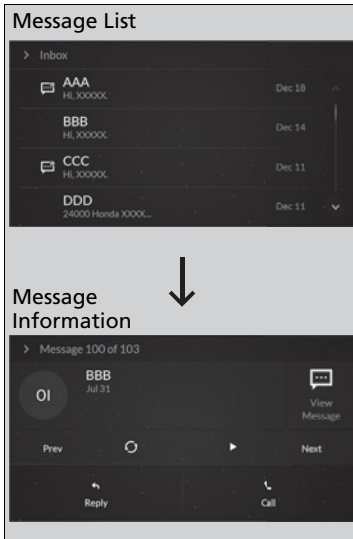 Message List
> Inbox
AAA
Dec 18
Hi, XXXXX.
BBB
Dec 14
Hi, XXXXX.
CCC
Dec 11
Hi, XXXXX.
DDD
Dec 11
24000 Honda XXXX...
Message
Information
> Message 100 of 103
BBB
Jul 31
OI
View
Message
Prev
Next
Reply
Call